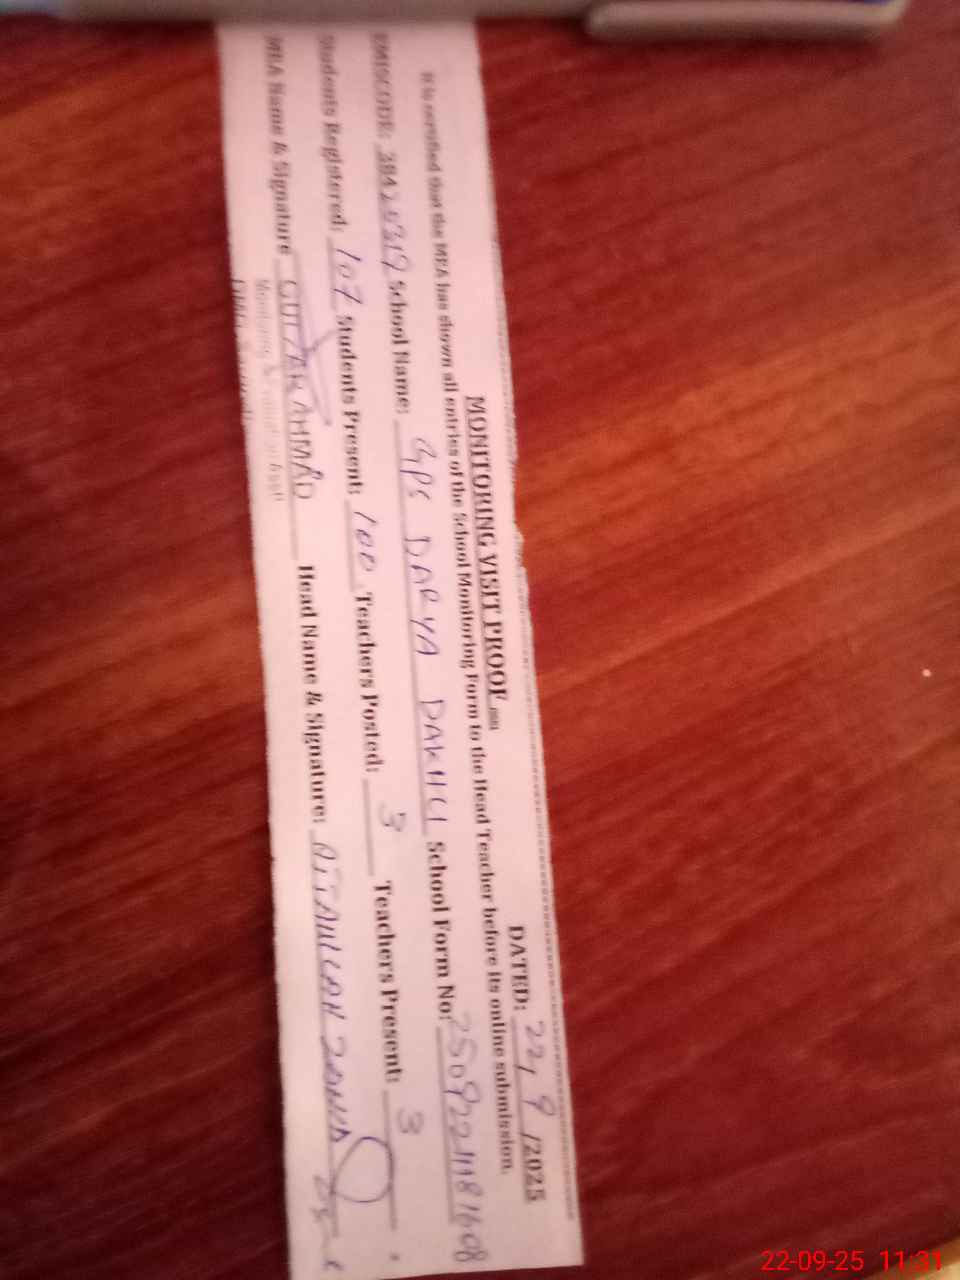 MONITORING VISIT PROOF
DATED: 22/9/2025
It is certified that the MEA has shown all entries of the School Monitoring Form to the Head Teacher before its online submission.
EMISCODE: School Name: GPS DARYA DAKHLI School Form No:
Students Registered: 107 Students Present: 100 Teachers Posted: 3 Teachers Present: 3
MEA Name & Signature GULZAR AHMAD Head Name & Signature:
22-09-25 11:31